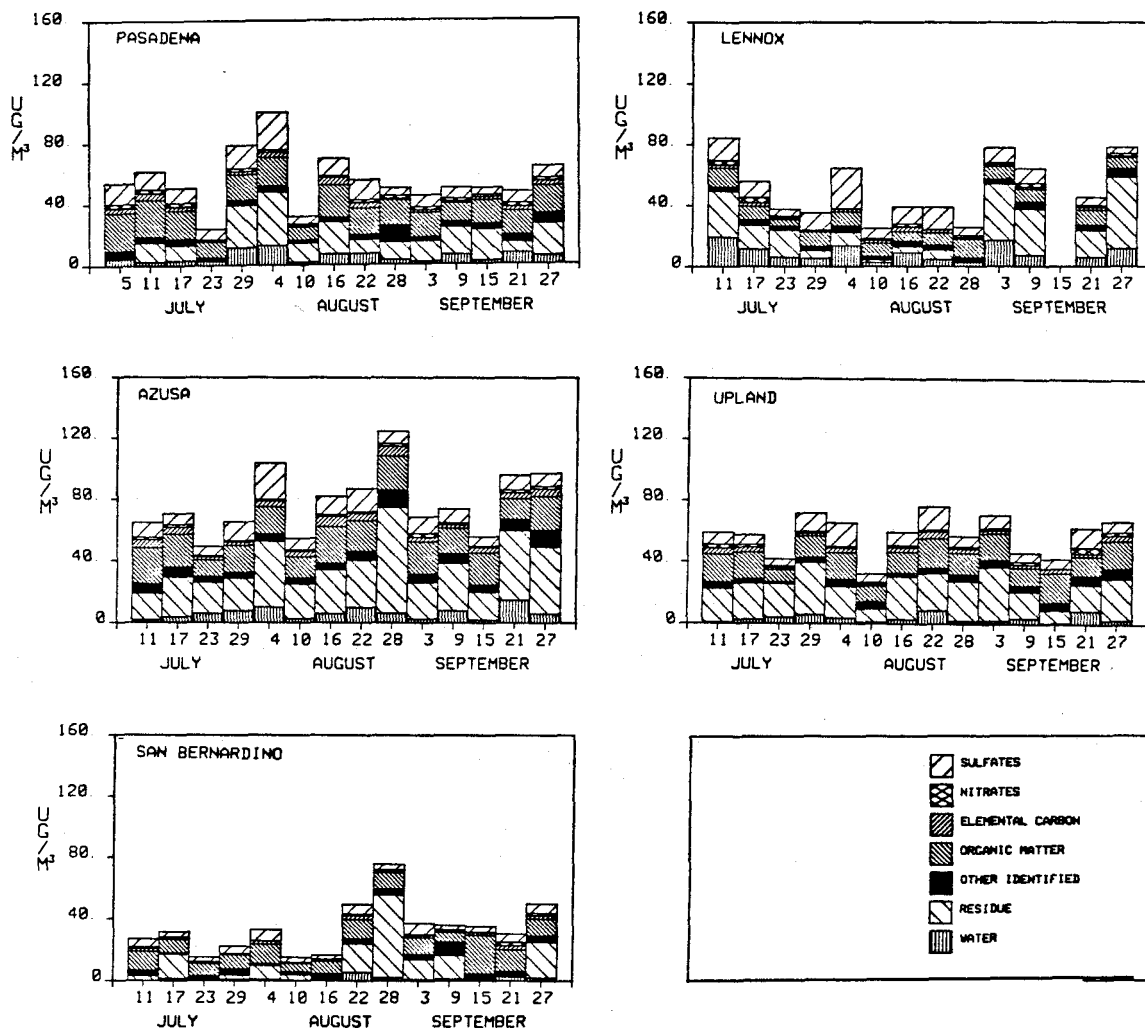 PASADENA
160.
120.
80.
40.
0.
UG/M³
5 11 17 23 29 4 10 16 22 28 3 9 15 21 27
JULY AUGUST SEPTEMBER
LENNOX
160.
120.
80.
40.
0.
UG/M³
11 17 23 29 4 10 16 22 28 3 9 15 21 27
JULY AUGUST SEPTEMBER
AZUSA
160.
120.
80.
40.
0.
UG/M³
11 17 23 29 4 10 16 22 28 3 9 15 21 27
JULY AUGUST SEPTEMBER
UPLAND
160.
120.
80.
40.
0.
UG/M³
11 17 23 29 4 10 16 22 28 3 9 15 21 27
JULY AUGUST SEPTEMBER
SAN BERNARDINO
160.
120.
80.
40.
0.
UG/M³
11 17 23 29 4 10 16 22 28 3 9 15 21 27
JULY AUGUST SEPTEMBER
SULFATES
NITRATES
ELEMENTAL CARBON
ORGANIC MATTER
OTHER IDENTIFIED
RESIDUE
WATER